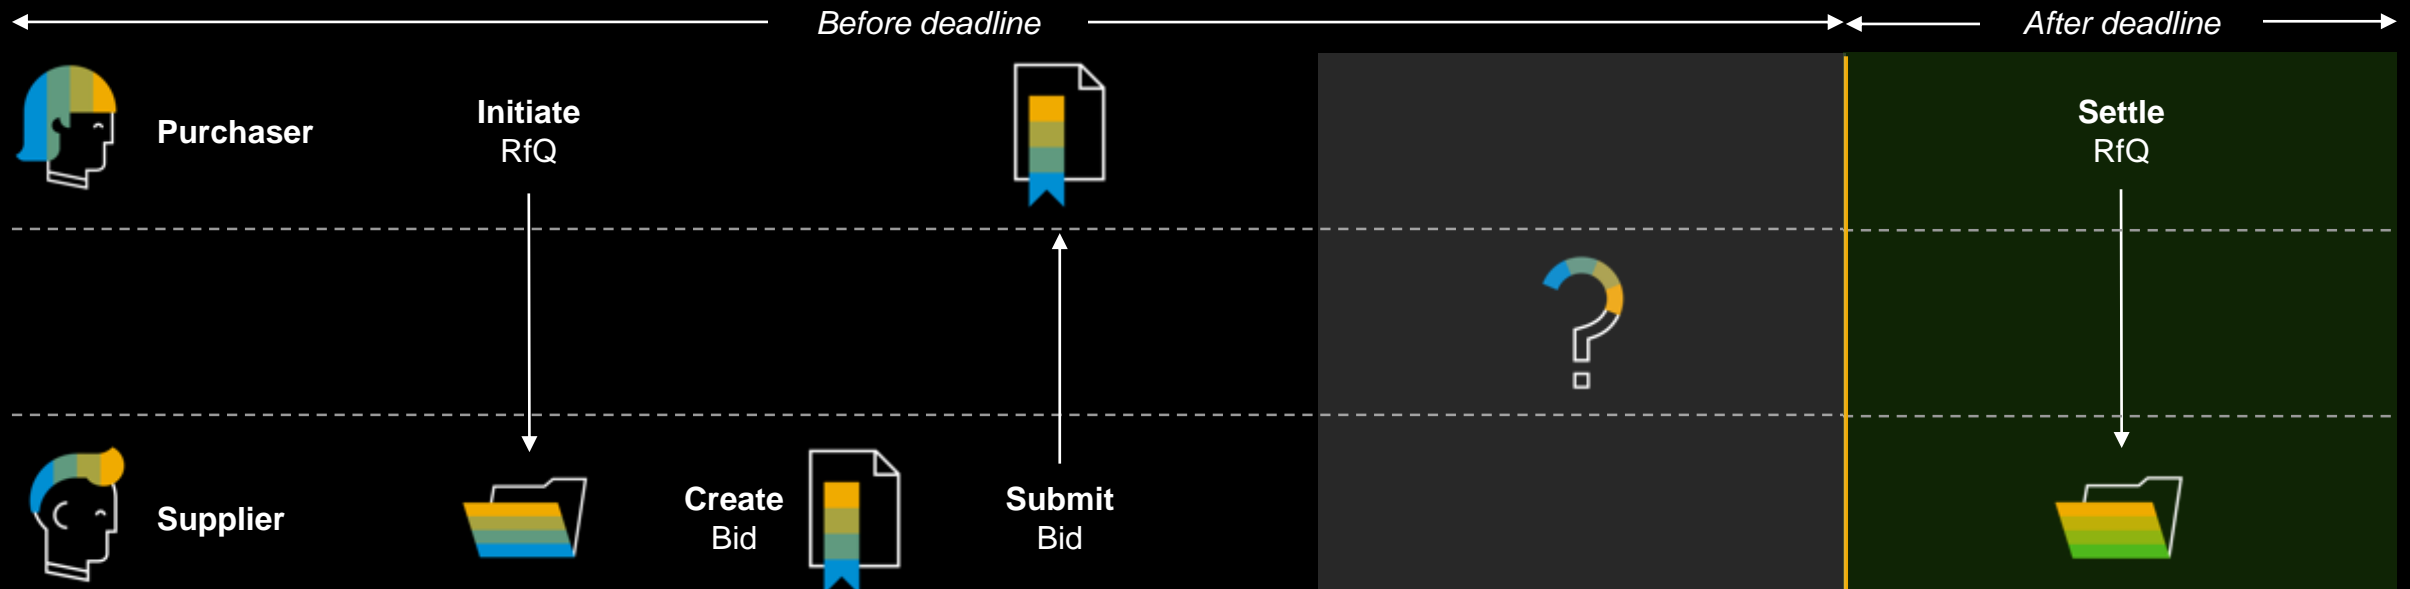 Before deadline
After deadline
Purchaser
Initiate
RfQ
Settle
RfQ
?
Supplier
Create
Bid
Submit
Bid